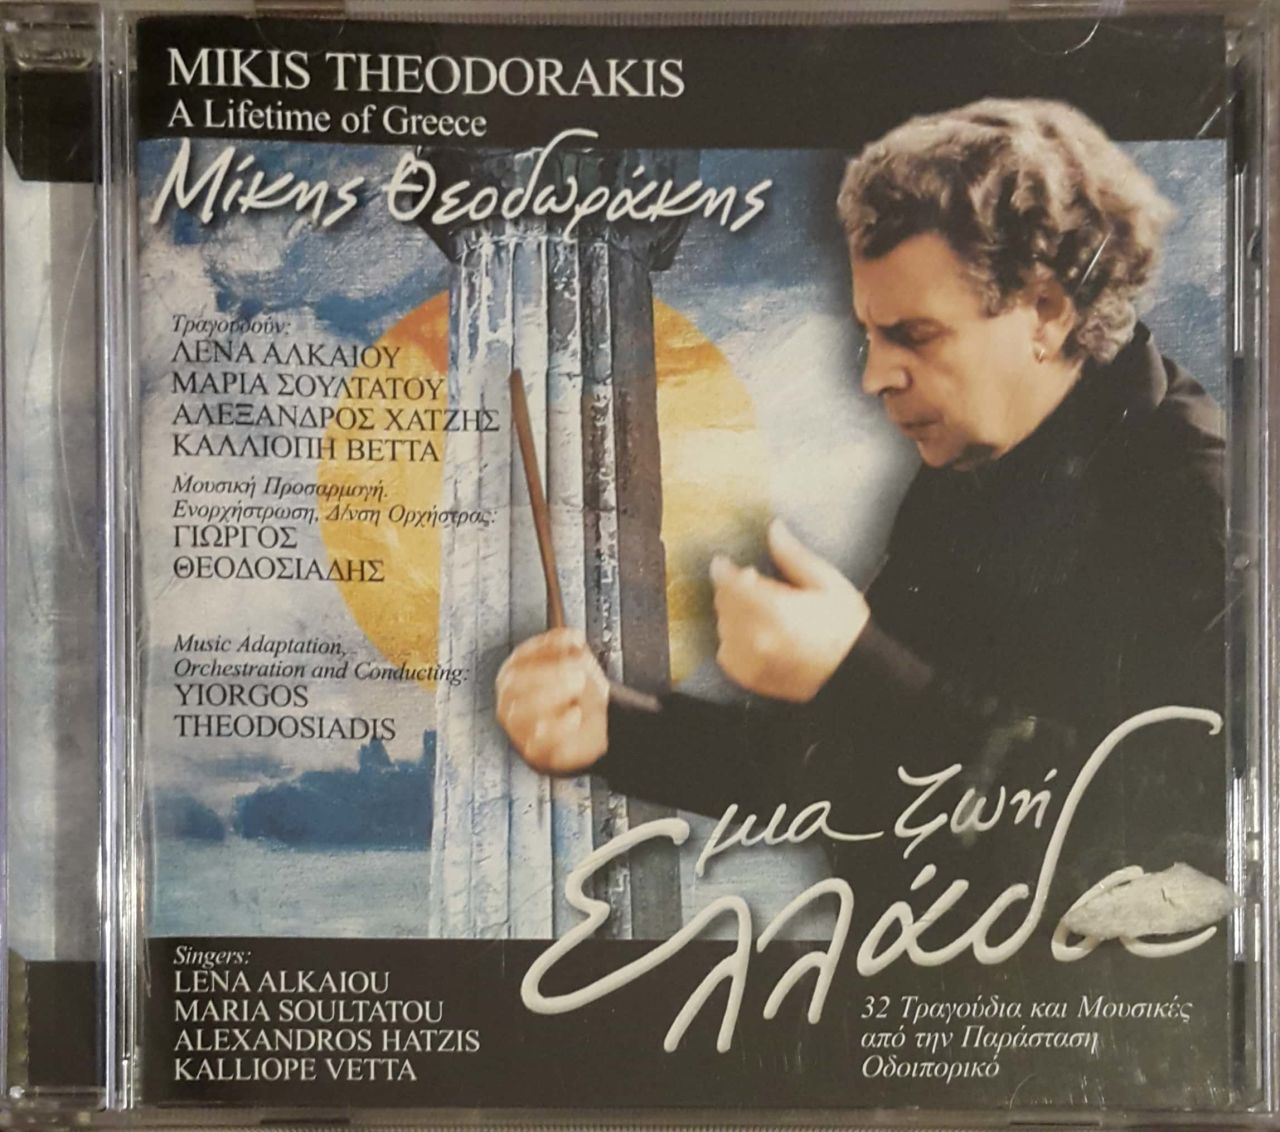 MIKIS THEODORAKIS
A Lifetime of Greece
Μίκης Θεοδωράκης
Τραγουδούν:
ΛΕΝΑ ΑΛΚΑΙΟΥ
ΜΑΡΙΑ ΣΟΥΛΤΑΤΟΥ
ΑΛΕΞΑΝΔΡΟΣ ΧΑΤΖΗΣ
ΚΑΛΛΙΟΠΗ ΒΕΤΤΑ
Μουσική Προσαρμογή.
Ενορχήστρωση, Δ/νση Ορχήστρας:
ΓΙΩΡΓΟΣ
ΘΕΟΔΟΣΙΑΔΗΣ
Music Adaptation,
Orchestration and Conducting:
YIORGOS
THEODOSIADIS
μια ζωή
Ελλάδα
Singers:
LENA ALKAIOU
MARIA SOULTATOU
ALEXANDROS HATZIS
KALLIOPE VETTA
32 Τραγούδια και Μουσικές
από την Παράσταση
Οδοιπορικό